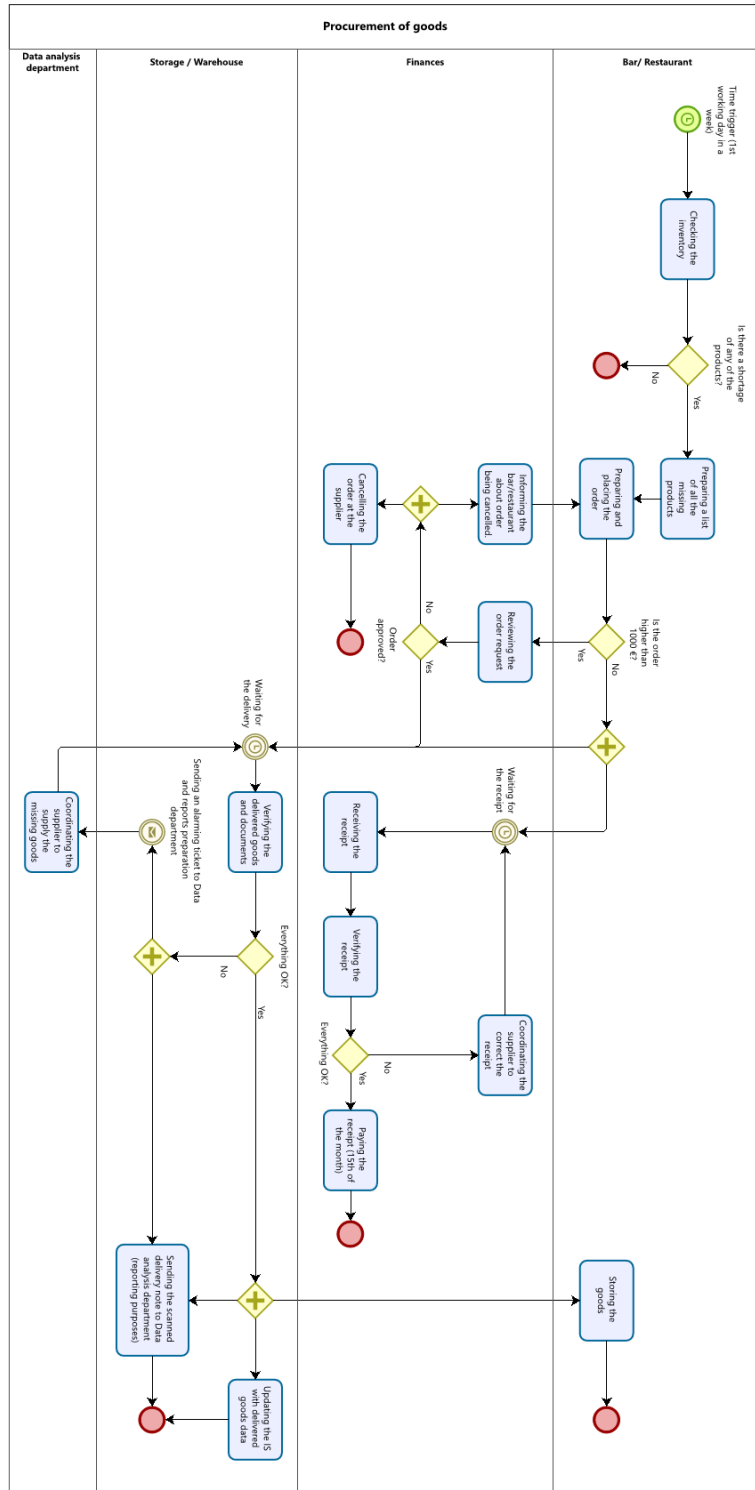 Procurement of goods
Data analysis
department
Storage / Warehouse
Finances
Bar/ Restaurant
Time trigger (1st
working day in a
week)
Checking the
inventory
Is there a shortage
of any of the
products?
No
Yes
Preparing a list
of all the
missing
products
Preparing and
placing the
order
Informing the
bar/restaurant
about order
being cancelled.
Cancelling the
order at the
supplier
Is the order
higher than
1000 €?
No
Yes
Reviewing the
order request
No
Yes
Order
approved?
Waiting for
the delivery
Waiting for
the receipt
Coordinating the
supplier to
supply the
missing goods
Sending an alarming ticket to Data
and reports preparation
department
Verifying the
delivered goods
and documents
Receiving the
receipt
Verifying the
receipt
Everything OK?
No
Yes
Everything OK?
No
Yes
Coordinating the
supplier to
correct the
receipt
Paying the
receipt (15th of
the month)
Sending the scanned
delivery note to Data
analysis department
(reporting purposes)
Storing the
goods
Updating the IS
with delivered
goods data